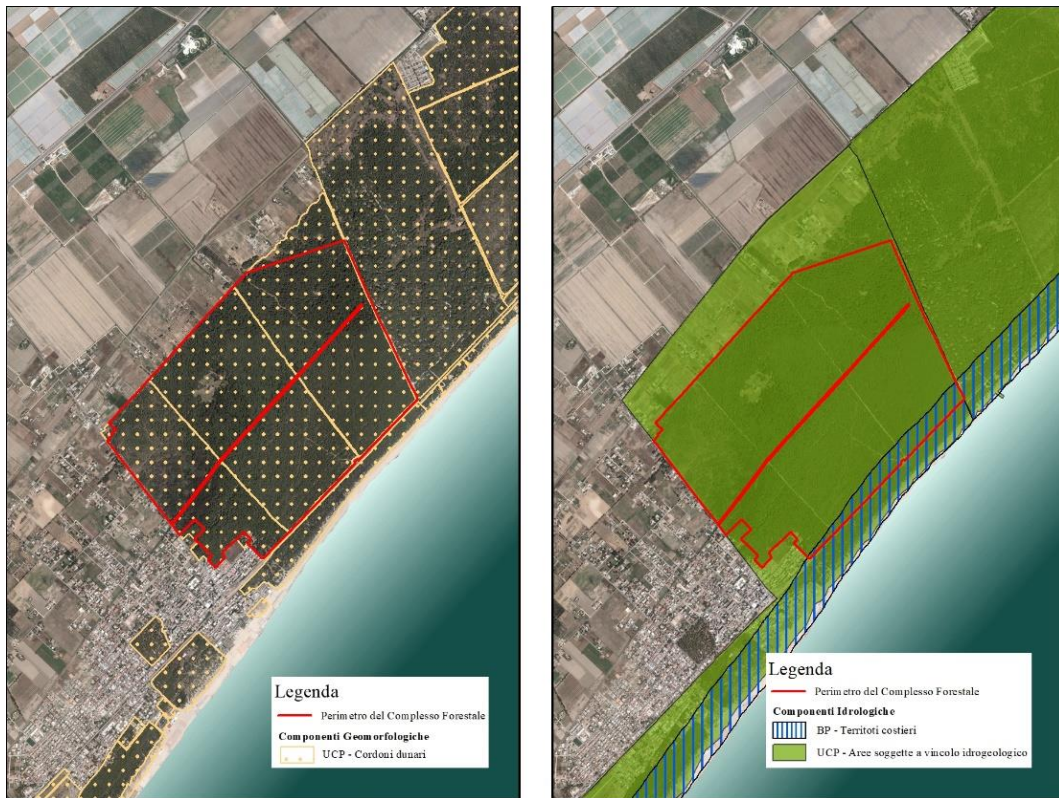 Legenda
Perimetro del Complesso Forestale
Componenti Geomorfologiche
UCP - Cordoni dunari
Legenda
Perimetro del Complesso Forestale
Componenti Idrologiche
BP - Territoti costieri
UCP - Aree soggette a vincolo idrogeologico